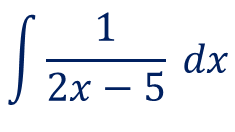 ∫ 1/(2x − 5) dx